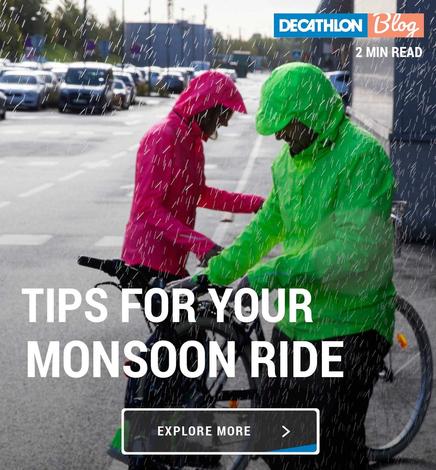 DECATHLON Blog
2 MIN READ
TIPS FOR YOUR
MONSOON RIDE
EXPLORE MORE